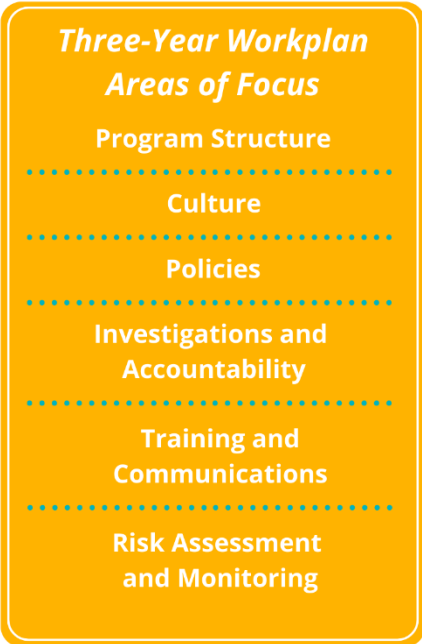 Three-Year Workplan
Areas of Focus
Program Structure
Culture
Policies
Investigations and
Accountability
Training and
Communications
Risk Assessment
and Monitoring